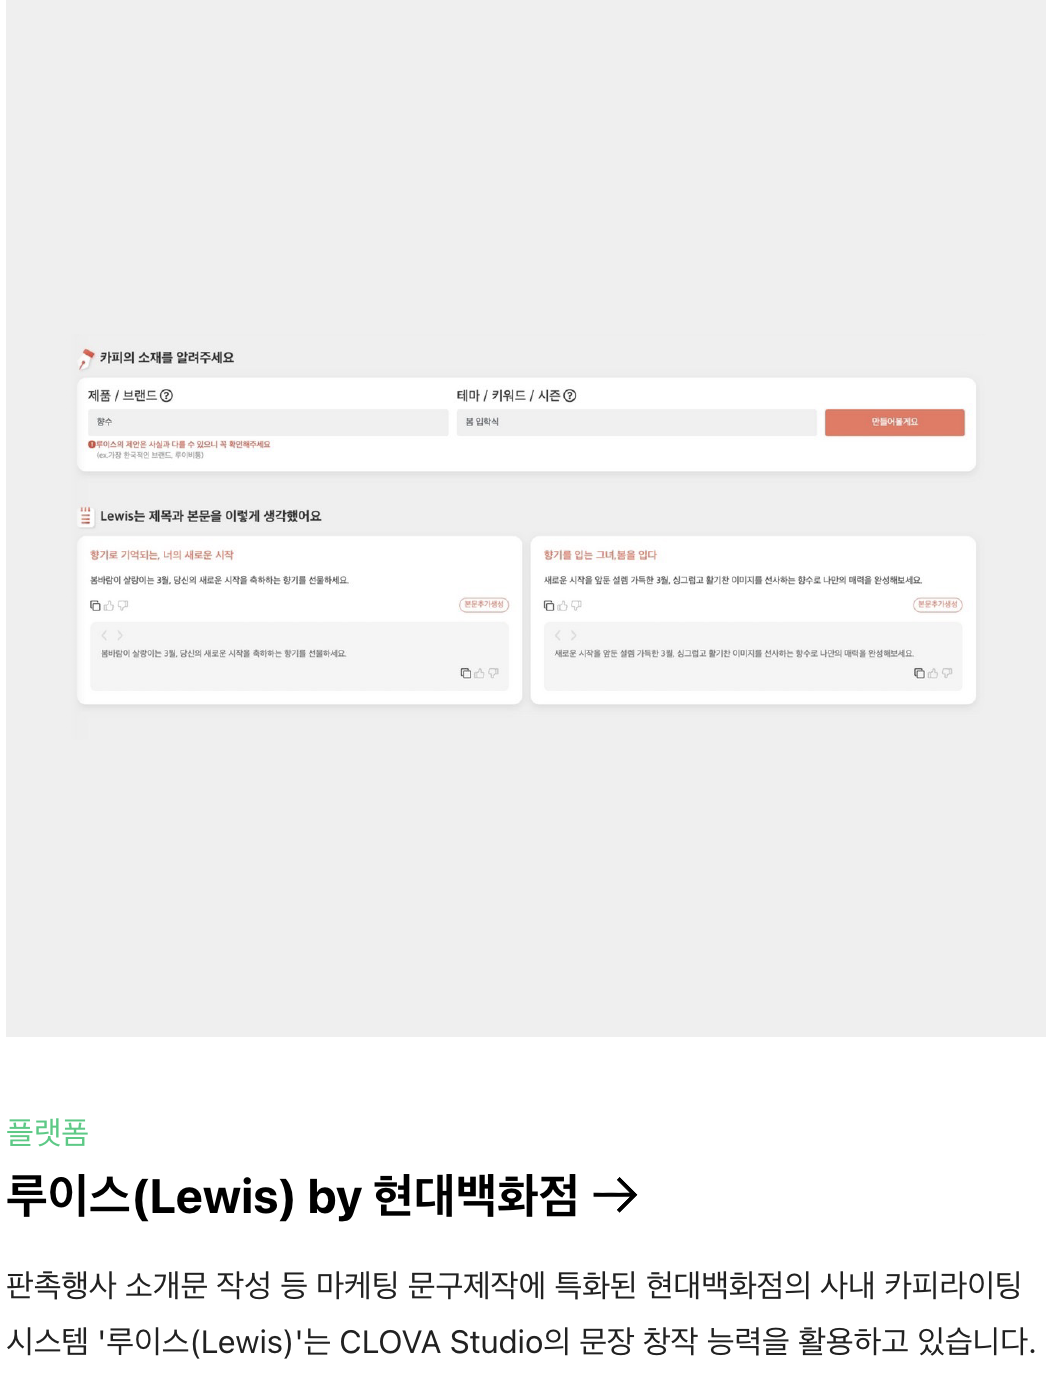 카피의 소재를 알려주세요
제품 / 브랜드 ?
테마 / 키워드 / 시즌 ?
향수
봄 입학식
만들어볼게요
루이스의 제안은 사실과 다를 수 있으니 꼭 확인해주세요
(ex.가장 한국적인 브랜드, 루이비통)
Lewis는 제목과 본문을 이렇게 생각했어요
향기로 기억되는, 너의 새로운 시작
봄바람이 살랑이는 3월, 당신의 새로운 시작을 축하하는 향기를 선물하세요.
본문추가생성
봄바람이 살랑이는 3월, 당신의 새로운 시작을 축하하는 향기를 선물하세요.
향기를 입는 그녀,봄을 입다
새로운 시작을 앞둔 설렘 가득한 3월, 싱그럽고 활기찬 이미지를 선사하는 향수로 나만의 매력을 완성해보세요.
본문추가생성
새로운 시작을 앞둔 설렘 가득한 3월, 싱그럽고 활기찬 이미지를 선사하는 향수로 나만의 매력을 완성해보세요.
플랫폼
루이스(Lewis) by 현대백화점 →
판촉행사 소개문 작성 등 마케팅 문구제작에 특화된 현대백화점의 사내 카피라이팅
시스템 '루이스(Lewis)'는 CLOVA Studio의 문장 창작 능력을 활용하고 있습니다.